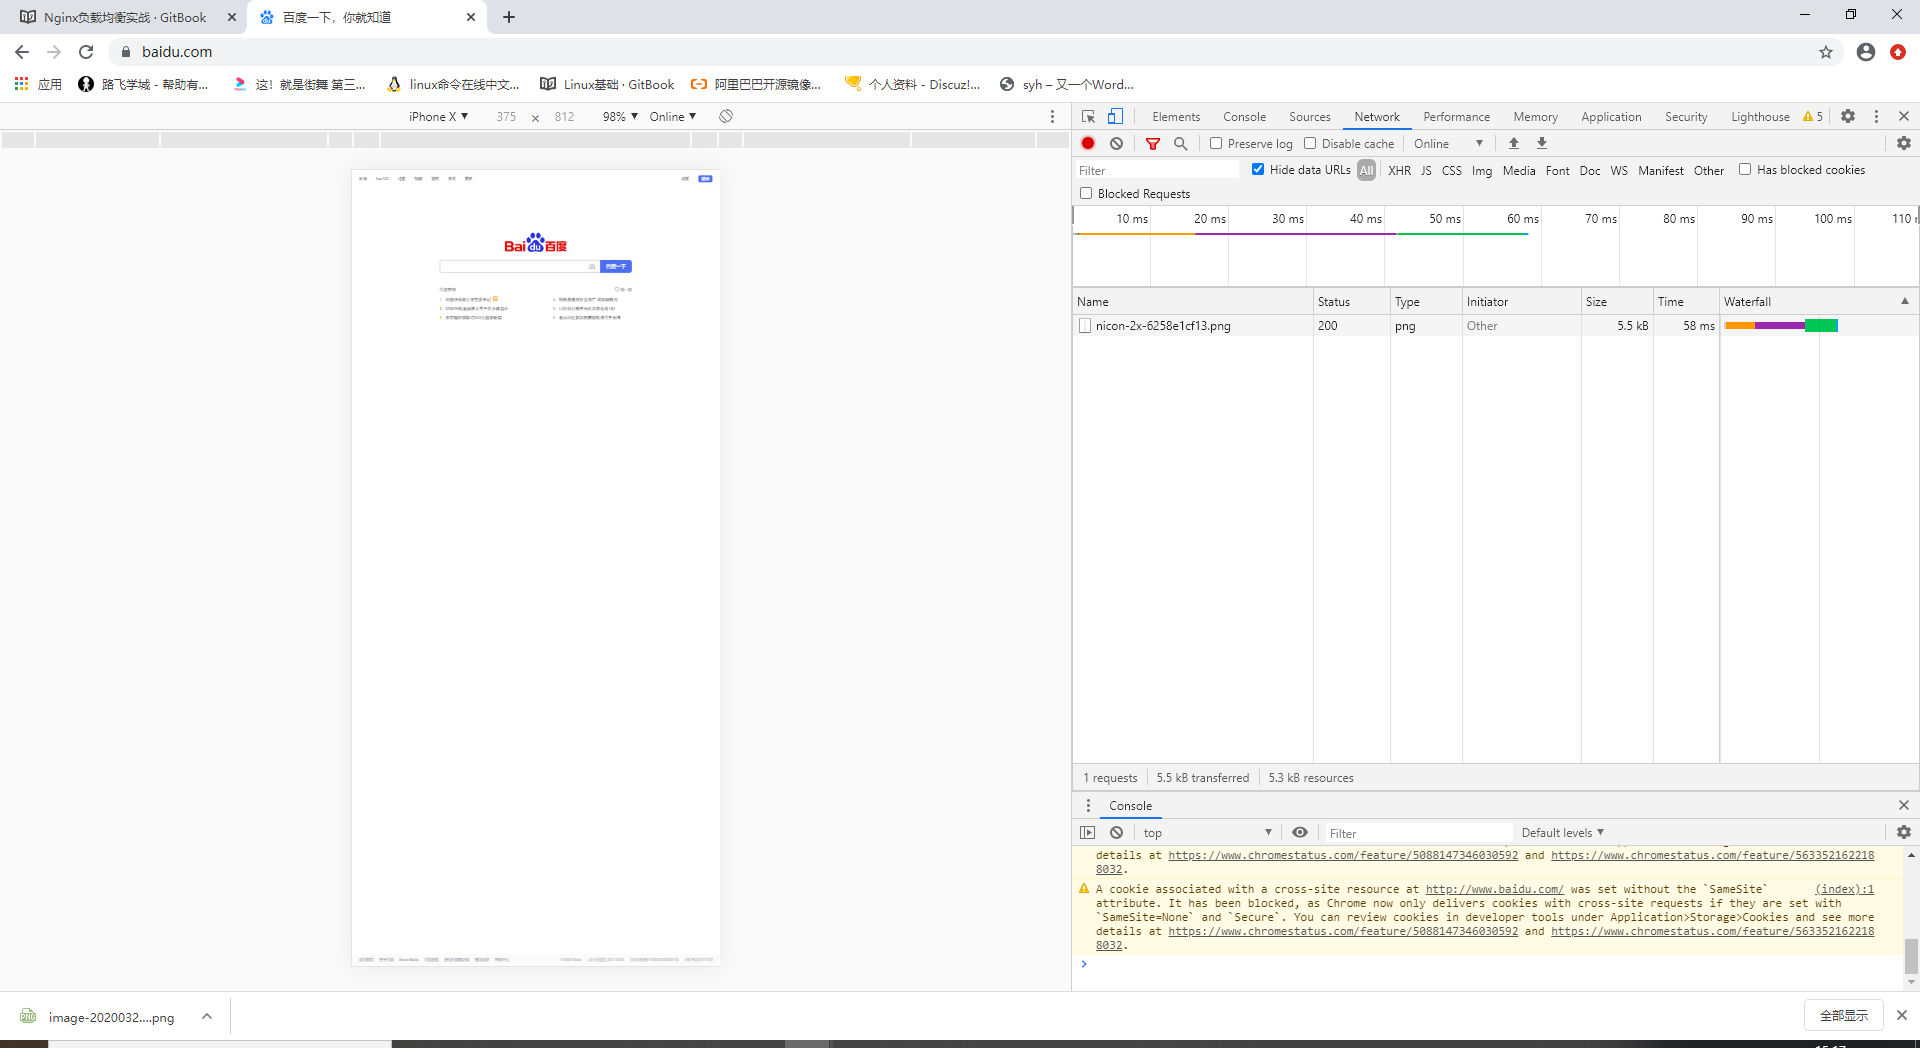 Nginx负载均衡实战 · GitBook
百度一下，你就知道
baidu.com
应用
路飞学城 - 帮助有...
这！就是街舞 第三...
linux命令在线中文...
Linux基础 · GitBook
阿里巴巴开源镜像...
个人资料 - Discuz!...
syh – 又一个Word...
iPhone X ▼ 375 × 812 98% ▼ Online ▼
Bai du 百度
百度一下
Elements Console Sources Network Performance Memory Application Security Lighthouse 5
Preserve log Disable cache Online ▼
Filter Hide data URLs All XHR JS CSS Img Media Font Doc WS Manifest Other Has blocked cookies
Blocked Requests
10 ms 20 ms 30 ms 40 ms 50 ms 60 ms 70 ms 80 ms 90 ms 100 ms 110
Name Status Type Initiator Size Time Waterfall ▲
nicon-2x-6258e1cf13.png 200 png Other 5.5 kB 58 ms
1 requests 5.5 kB transferred 5.3 kB resources
Console
top ▼ Filter Default levels ▼
details at https://www.chromestatus.com/feature/5088147346030592 and https://www.chromestatus.com/feature/563352162218
8032.
A cookie associated with a cross-site resource at http://www.baidu.com/ was set without the `SameSite` (index):1
attribute. It has been blocked, as Chrome now only delivers cookies with cross-site requests if they are set with
`SameSite=None` and `Secure`. You can review cookies in developer tools under Application>Storage>Cookies and see more
details at https://www.chromestatus.com/feature/5088147346030592 and https://www.chromestatus.com/feature/563352162218
8032.
image-2020032....png
全部显示